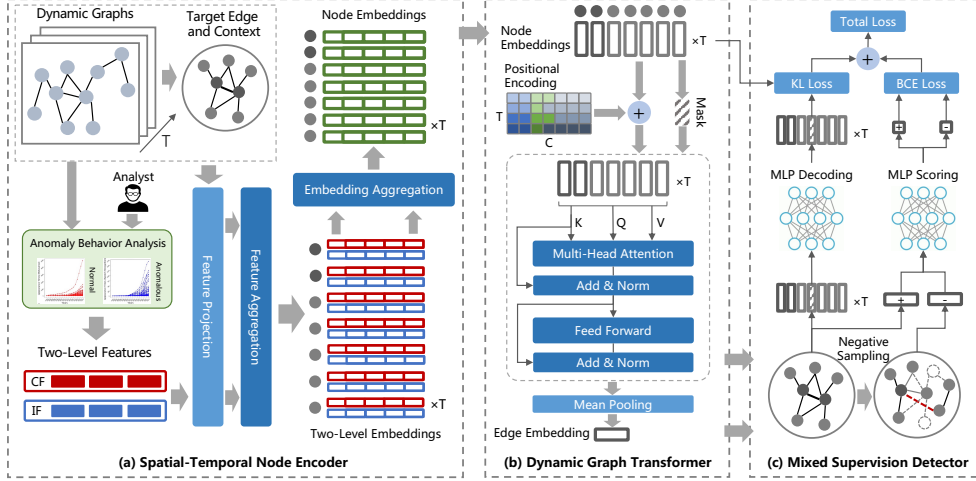 Dynamic Graphs
Target Edge
and Context
T
Analyst
Anomaly Behavior Analysis
Normal
Anomalous
Two-Level Features
CF
IF
Feature Projection
Feature Aggregation
Node Embeddings
×T
Embedding Aggregation
×T
Two-Level Embeddings
(a) Spatial-Temporal Node Encoder
Node
Embeddings
×T
Positional
Encoding
T
C
+
Mask
×T
K
Q
V
Multi-Head Attention
Add & Norm
Feed Forward
Add & Norm
Mean Pooling
Edge Embedding
(b) Dynamic Graph Transformer
Total Loss
+
KL Loss
BCE Loss
×T
+
-
MLP Decoding
MLP Scoring
×T
+
-
Negative
Sampling
(c) Mixed Supervision Detector